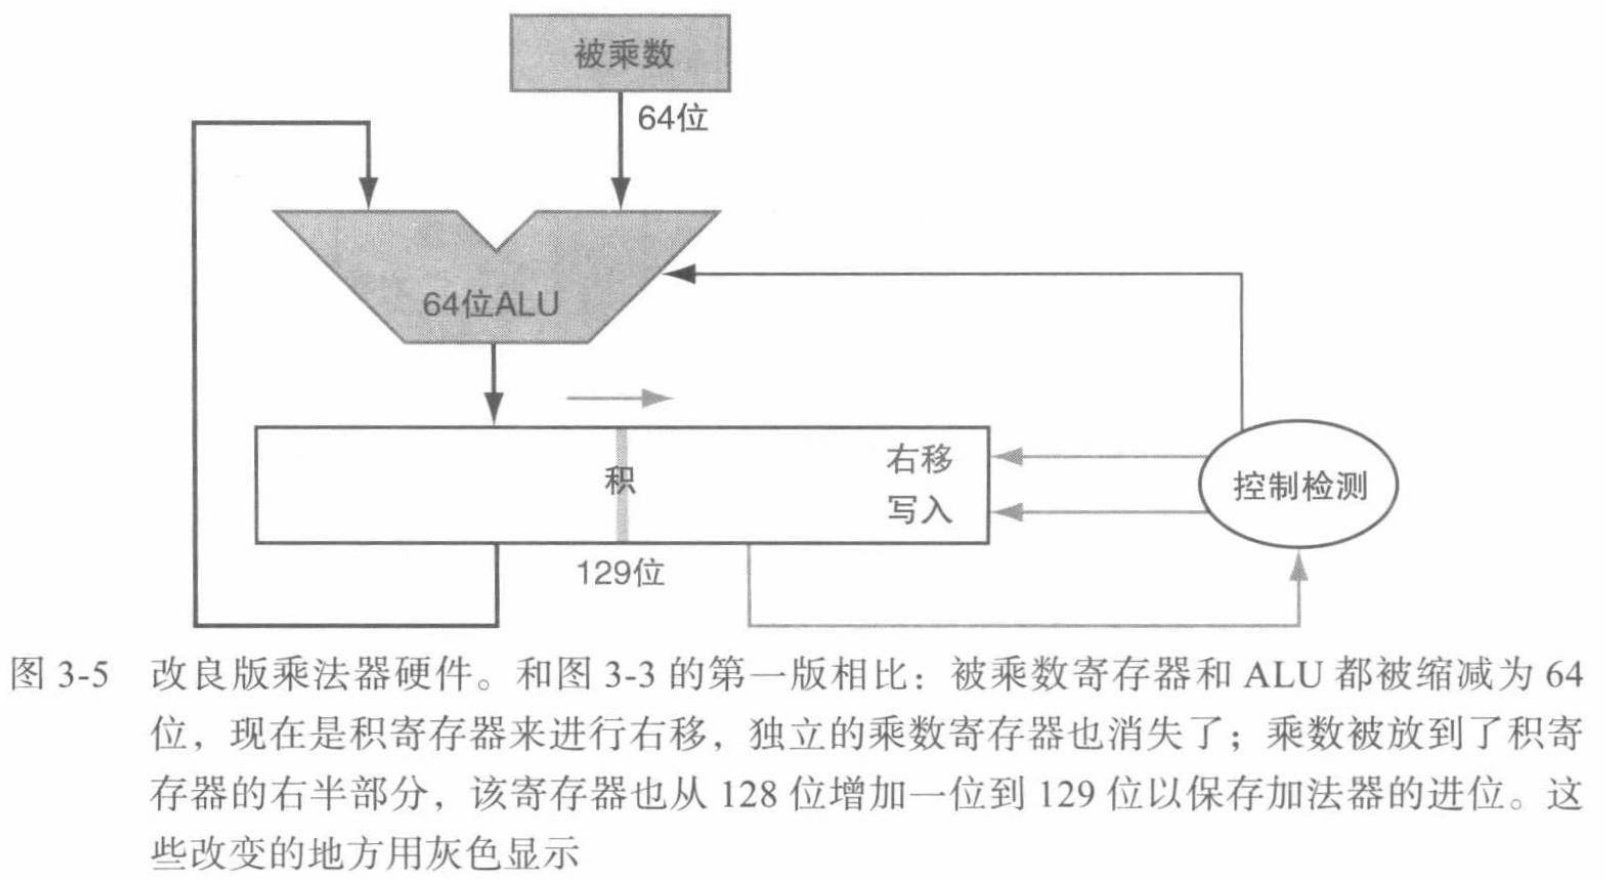 被乘数
64位
64位ALU
积
右移
写入
控制检测
129位
图 3-5 改良版乘法器硬件。和图 3-3 的第一版相比：被乘数寄存器和 ALU 都被缩减为 64
位，现在是积寄存器来进行右移，独立的乘数寄存器也消失了；乘数被放到了积寄
存器的右半部分，该寄存器也从 128 位增加一位到 129 位以保存加法器的进位。这
些改变的地方用灰色显示